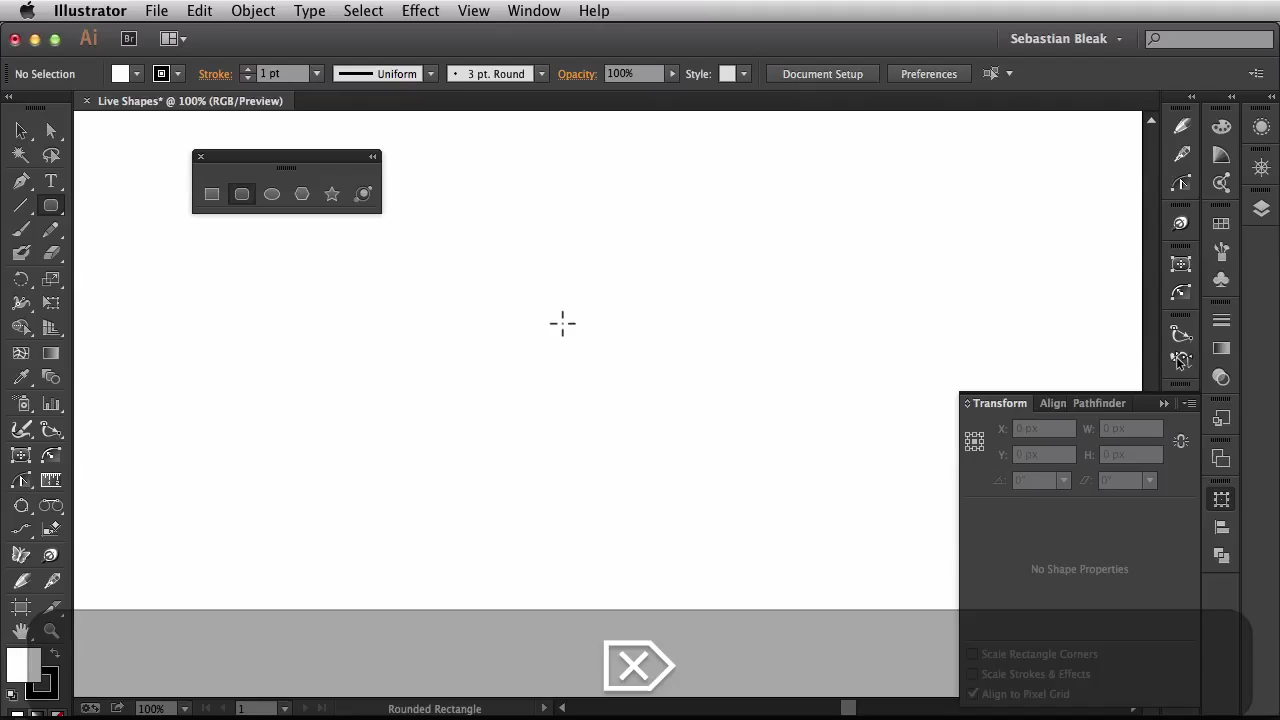 Illustrator File Edit Object Type Select Effect View Window Help
Ai Br Sebastian Bleak
No Selection Stroke: 1 pt Uniform 3 pt. Round Opacity: 100% Style: Document Setup Preferences
× Live Shapes* @ 100% (RGB/Preview)
T
Transform Align Pathfinder
X: 0 px W: 0 px
Y: 0 px H: 0 px
0° 0°
No Shape Properties
Scale Rectangle Corners
Scale Strokes & Effects
Align to Pixel Grid
100% 1 Rounded Rectangle